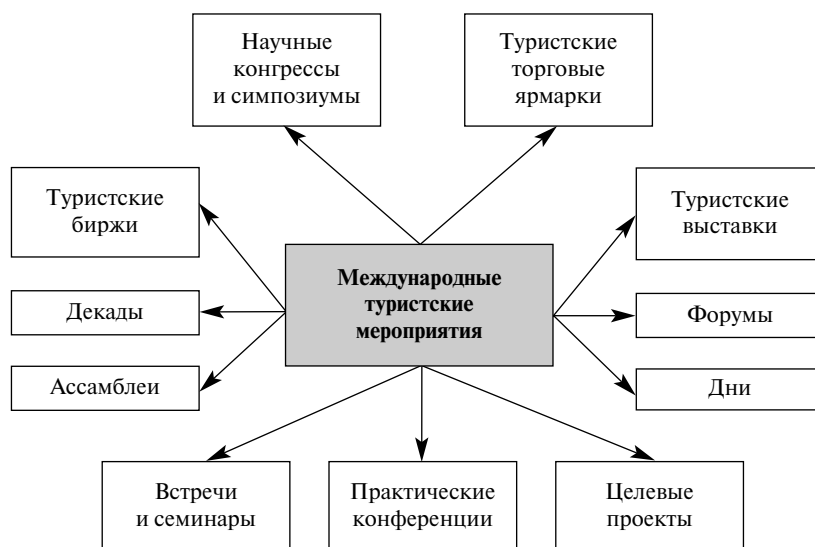 Научные
конгрессы
и симпозиумы
Туристские
торговые
ярмарки
Туристские
биржи
Туристские
выставки
Международные
туристские
мероприятия
Декады
Форумы
Ассамблеи
Дни
Встречи
и семинары
Практические
конференции
Целевые
проекты